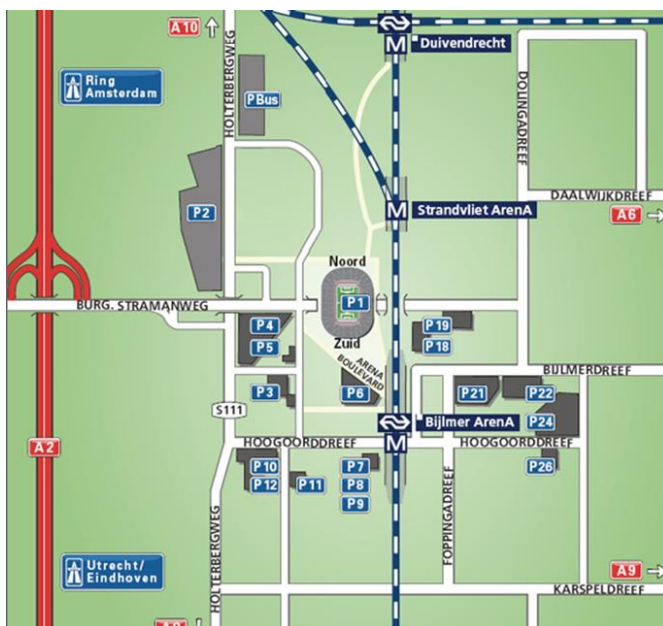 A10
Ring
Amsterdam
HOLTERBERGWEG
P Bus
M
Duivendrecht
DOLINGADREEF
P2
M
Strandvliet ArenA
DAALWIJKDREEF
A6
Noord
P1
BURG. STRAMANWEG
P4
P19
Zuid
P5
P18
ARENA
BOULEVARD
BIJLMERDREEF
P3
P6
P21
P22
S111
Bijlmer ArenA
P24
A2
HOOGOORDDREEF
M
HOOGOORDDREEF
P10
P7
P26
P12
P11
P8
P9
FOPPINGADREEF
HOLTERBERGWEG
Utrecht/
Eindhoven
A9
KARSPELDREEF